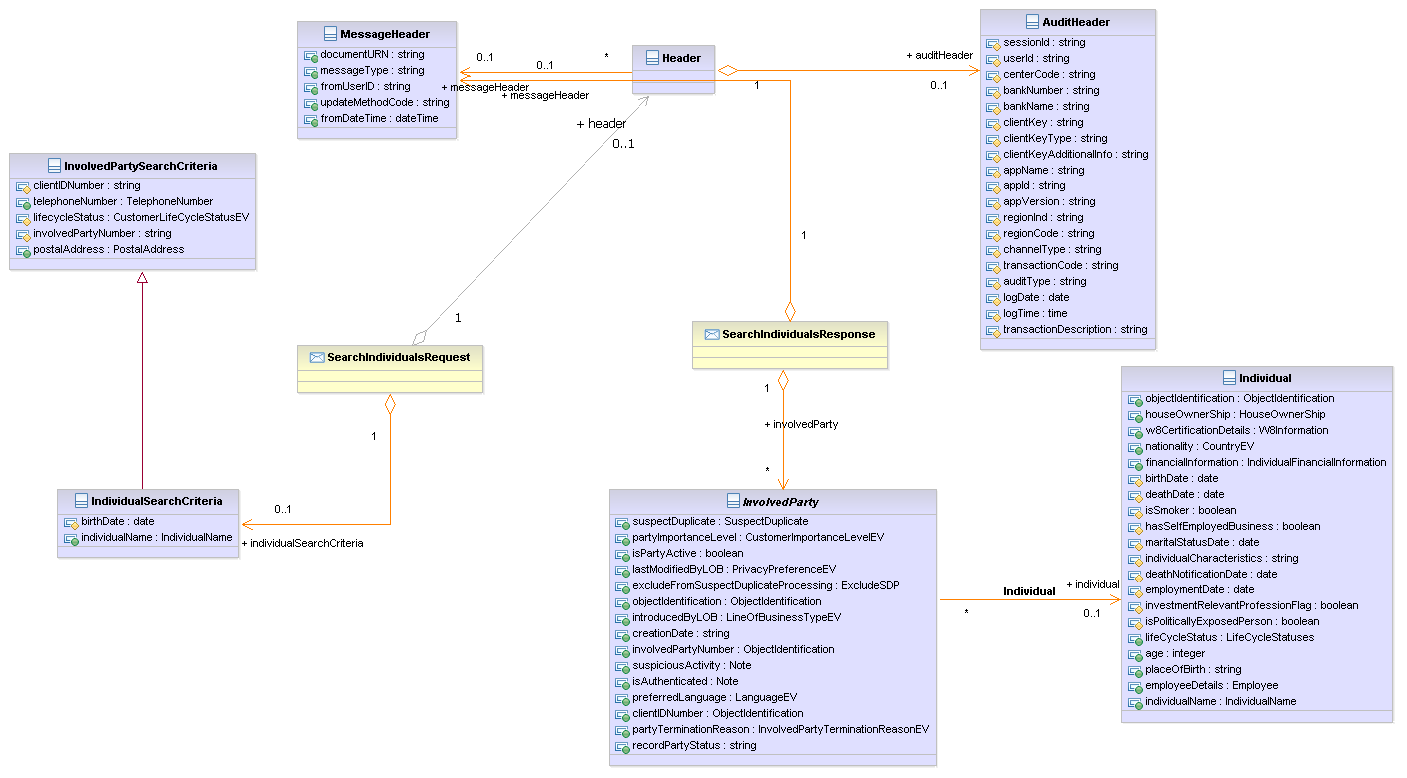 MessageHeader
documentURN : string
messageType : string
fromUserID : string
updateMethodCode : string
fromDateTime : dateTime
0..1
0..1
*
+ messageHeader
+ messageHeader
Header
1
+ auditHeader
0..1
AuditHeader
sessionId : string
userId : string
centerCode : string
bankNumber : string
bankName : string
clientKey : string
clientKeyType : string
clientKeyAdditionalInfo : string
appName : string
appId : string
appVersion : string
regionInd : string
regionCode : string
channelType : string
transactionCode : string
auditType : string
logDate : date
logTime : time
transactionDescription : string
+ header
0..1
1
1
InvolvedPartySearchCriteria
clientIDNumber : string
telephoneNumber : TelephoneNumber
lifecycleStatus : CustomerLifeCycleStatusEV
involvedPartyNumber : string
postalAddress : PostalAddress
SearchIndividualsRequest
1
0..1
+ individualSearchCriteria
SearchIndividualsResponse
1
+ involvedParty
*
IndividualSearchCriteria
birthDate : date
individualName : IndividualName
InvolvedParty
suspectDuplicate : SuspectDuplicate
partyImportanceLevel : CustomerImportanceLevelEV
isPartyActive : boolean
lastModifiedByLOB : PrivacyPreferenceEV
excludeFromSuspectDuplicateProcessing : ExcludeSDP
objectIdentification : ObjectIdentification
introducedByLOB : LineOfBusinessTypeEV
creationDate : string
involvedPartyNumber : ObjectIdentification
suspiciousActivity : Note
isAuthenticated : Note
preferredLanguage : LanguageEV
clientIDNumber : ObjectIdentification
partyTerminationReason : InvolvedPartyTerminationReasonEV
recordPartyStatus : string
Individual
+ individual
*
0..1
Individual
objectIdentification : ObjectIdentification
houseOwnerShip : HouseOwnerShip
w8CertificationDetails : W8Information
nationality : CountryEV
financialInformation : IndividualFinancialInformation
birthDate : date
deathDate : date
isSmoker : boolean
hasSelfEmployedBusiness : boolean
maritalStatusDate : date
individualCharacteristics : string
deathNotificationDate : date
employmentDate : date
investmentRelevantProfessionFlag : boolean
isPoliticallyExposedPerson : boolean
lifeCycleStatus : LifeCycleStatuses
age : integer
placeOfBirth : string
employeeDetails : Employee
individualName : IndividualName